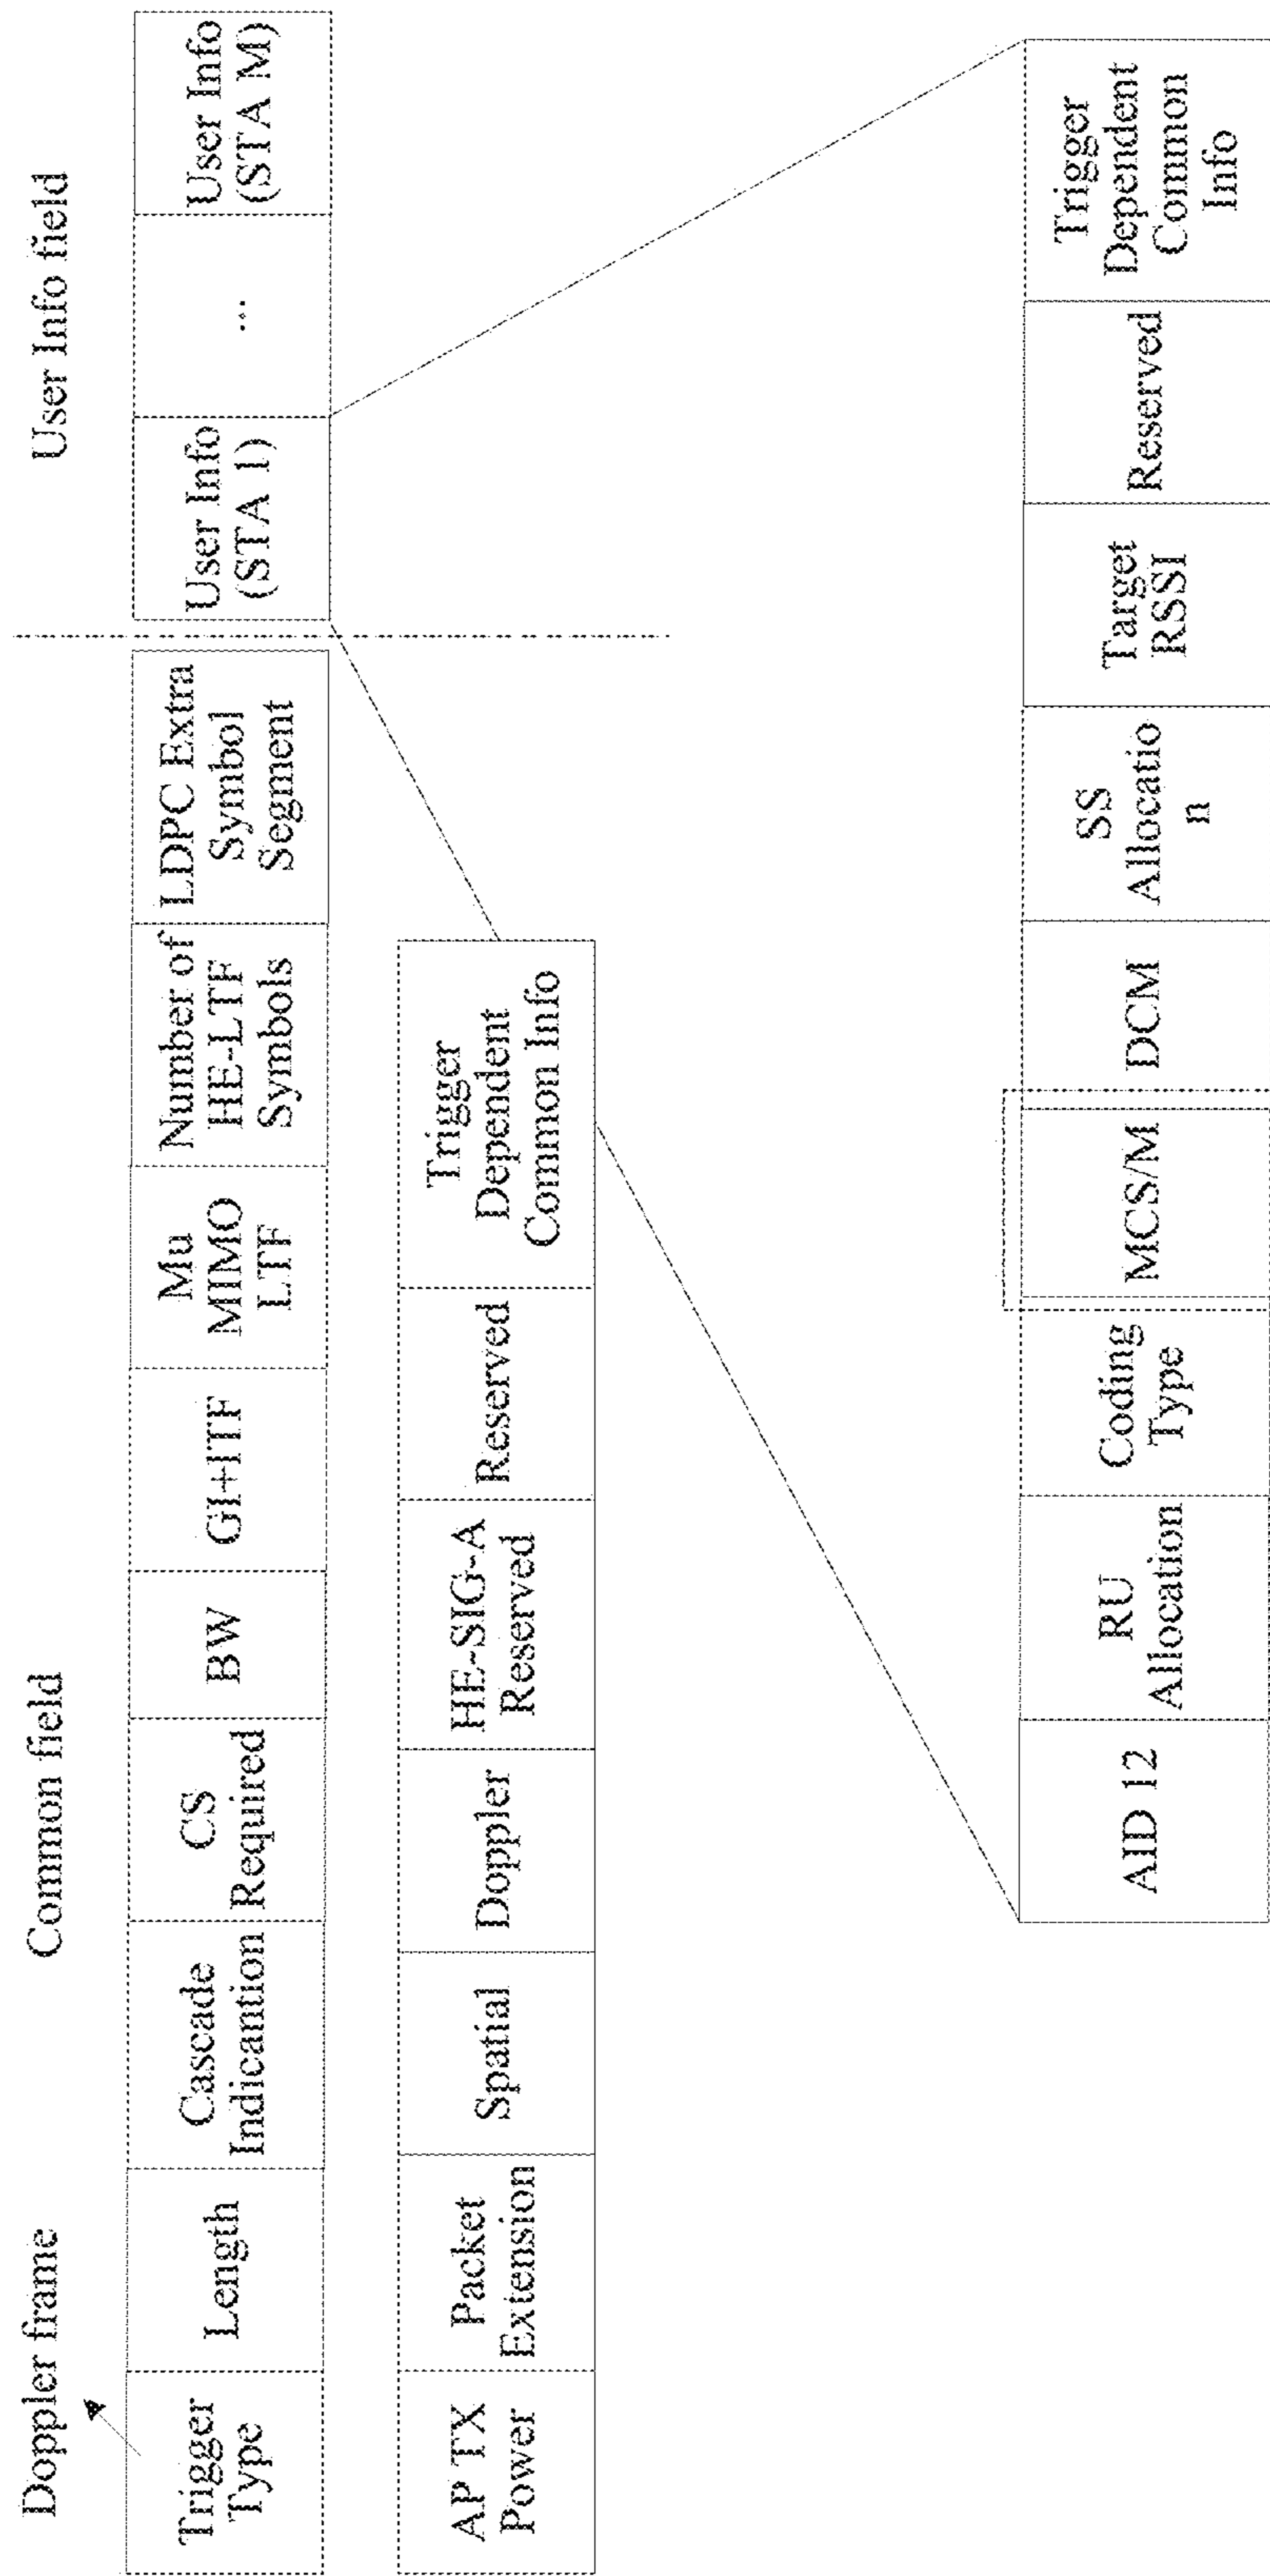 Doppler frame
Common field
User Info field
Trigger
Type
Length
Cascade
Indicantion
CS
Required
BW
GI+ITF
Mu
MIMO
LTF
Number of
HE-LTF
Symbols
LDPC Extra
Symbol
Segment
User Info
(STA 1)
...
User Info
(STA M)
AP TX
Power
Packet
Extension
Spatial
Doppler
HE-SIG-A
Reserved
Reserved
Trigger
Dependent
Common Info
AID 12
RU
Allocation
Coding
Type
MCS/M
DCM
SS
Allocatio
n
Target
RSSI
Reserved
Trigger
Dependent
Common
Info